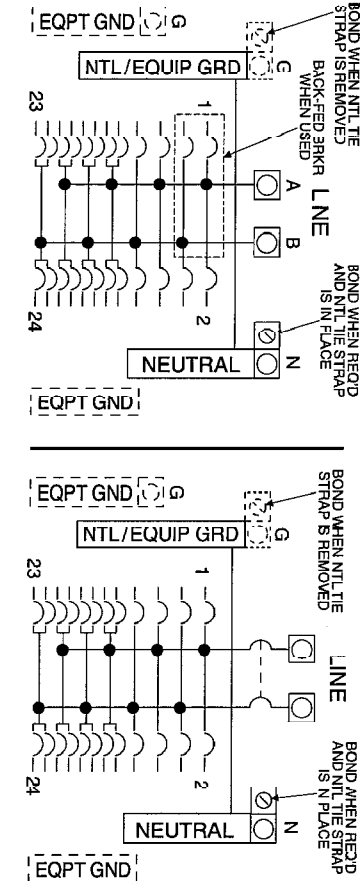 EQPT GND
G
BOND WHEN NTL TIE
STRAP IS REMOVED
NTL/EQUIP GRD
G
BACK-FED BRKR
WHEN USED
23
1
A
LINE
B
24
2
BOND WHEN REQ'D
AND NTL TIE STRAP
IS IN PLACE
NEUTRAL
N
EQPT GND
EQPT GND
G
BOND WHEN NTL TIE
STRAP IS REMOVED
NTL/EQUIP GRD
G
23
1
LINE
24
2
BOND WHEN REQ'D
AND NTL TIE STRAP
IS IN PLACE
NEUTRAL
N
EQPT GND